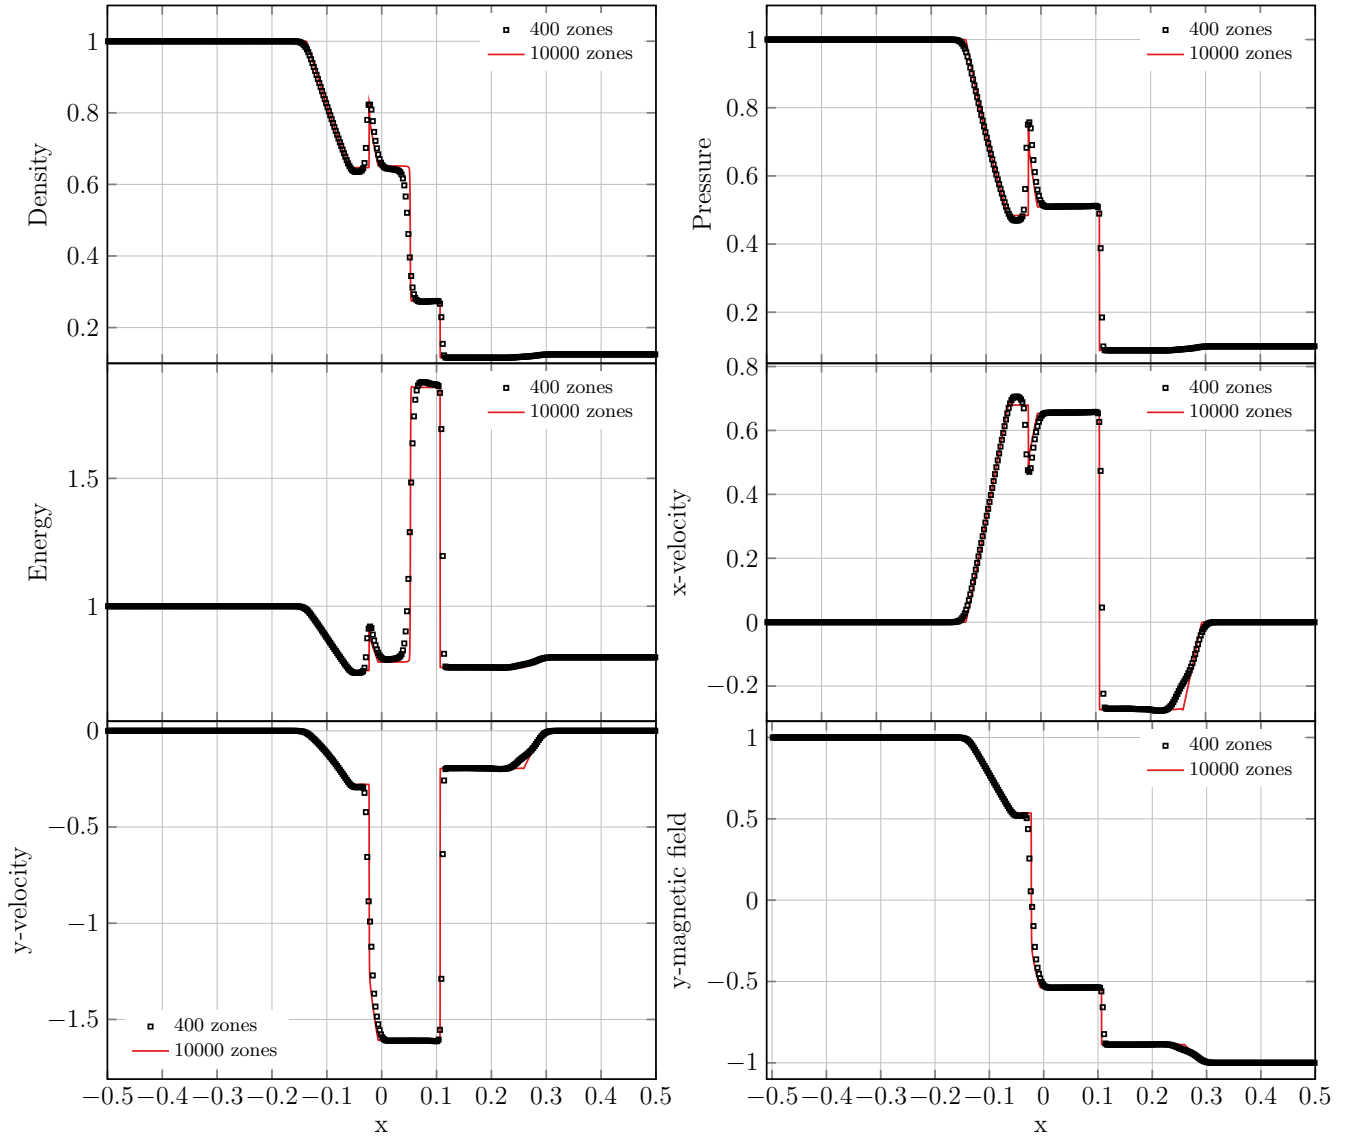 Density
1
0.8
0.6
0.4
0.2
400 zones
10000 zones
Pressure
1
0.8
0.6
0.4
0.2
400 zones
10000 zones
Energy
1.5
1
400 zones
10000 zones
x-velocity
0.8
0.6
0.4
0.2
0
−0.2
400 zones
10000 zones
y-velocity
0
−0.5
−1
−1.5
400 zones
10000 zones
−0.5 −0.4 −0.3 −0.2 −0.1 0 0.1 0.2 0.3 0.4 0.5
x
y-magnetic field
1
0.5
0
−0.5
−1
400 zones
10000 zones
−0.5 −0.4 −0.3 −0.2 −0.1 0 0.1 0.2 0.3 0.4 0.5
x